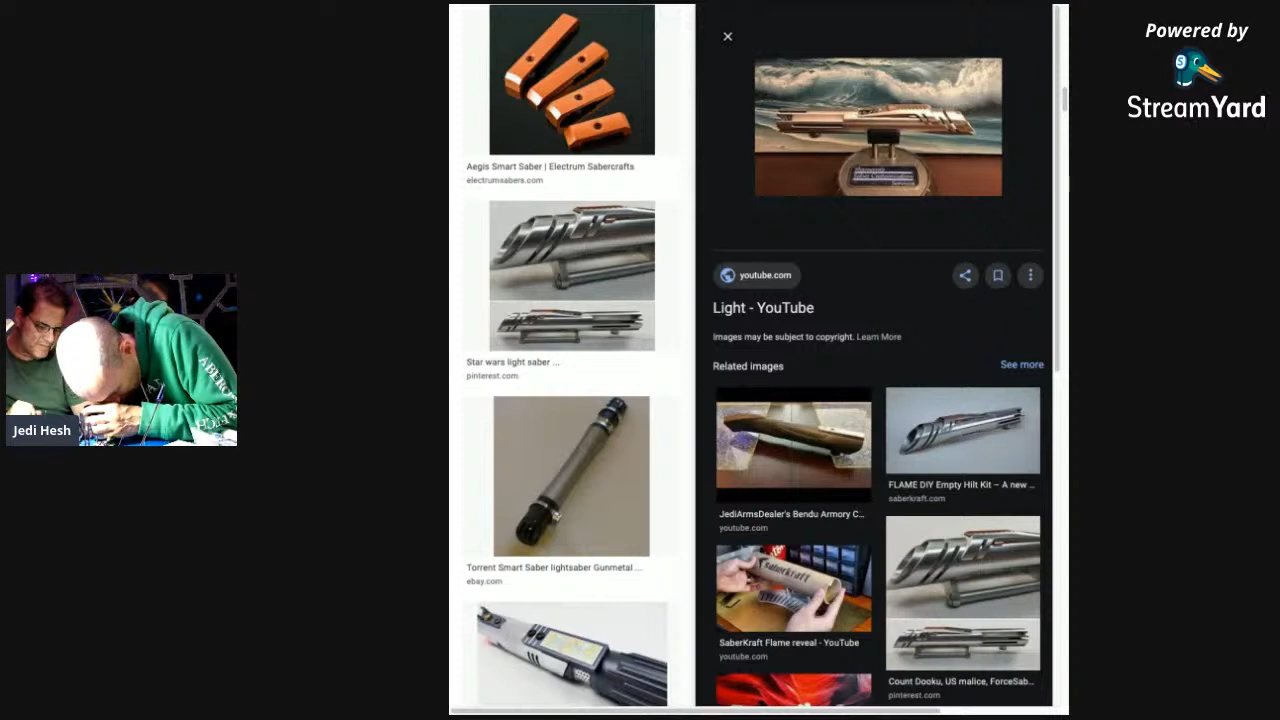 Powered by
StreamYard
Jedi Hesh
Aegis Smart Saber | Electrum Sabercrafts
electrumsabers.com
Star wars light saber ...
pinterest.com
Torrent Smart Saber lightsaber Gunmetal ...
ebay.com
youtube.com
Light - YouTube
Images may be subject to copyright. Learn More
Related images
See more
JediArmsDealer's Bendu Armory C...
youtube.com
FLAME DIY Empty Hilt Kit – A new ...
saberkraft.com
saberkraft
SaberKraft Flame reveal - YouTube
youtube.com
Count Dooku, US malice, ForceSab...
pinterest.com